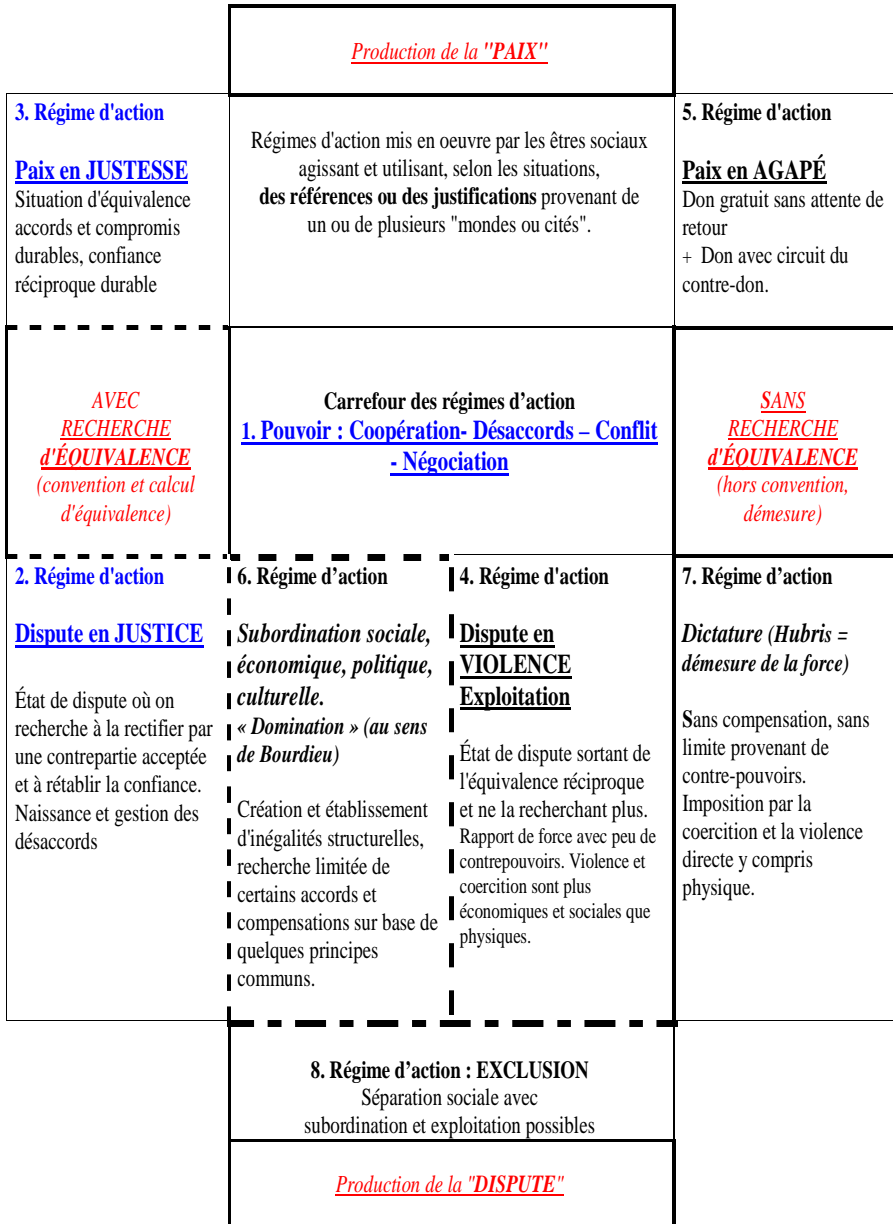 Production de la "PAIX"
3. Régime d'action
Paix en JUSTESSE
Situation d'équivalence
accords et compromis
durables, confiance
réciproque durable
Régimes d'action mis en oeuvre par les êtres sociaux
agissant et utilisant, selon les situations,
des références ou des justifications provenant de
un ou de plusieurs "mondes ou cités".
5. Régime d'action
Paix en AGAPÉ
Don gratuit sans attente de
retour
+ Don avec circuit du
contre-don.
AVEC
RECHERCHE
d'ÉQUIVALENCE
(convention et calcul
d'équivalence)
Carrefour des régimes d’action
1. Pouvoir : Coopération- Désaccords – Conflit
- Négociation
SANS
RECHERCHE
d'ÉQUIVALENCE
(hors convention,
démesure)
2. Régime d'action
Dispute en JUSTICE
État de dispute où on
recherche à la rectifier par
une contrepartie acceptée
et à rétablir la confiance.
Naissance et gestion des
désaccords
6. Régime d’action
Subordination sociale,
économique, politique,
culturelle.
« Domination » (au sens
de Bourdieu)
Création et établissement
d'inégalités structurelles,
recherche limitée de
certains accords et
compensations sur base de
quelques principes
communs.
4. Régime d'action
Dispute en
VIOLENCE
Exploitation
État de dispute sortant de
l'équivalence réciproque
et ne la recherchant plus.
Rapport de force avec peu de
contrepouvoirs. Violence et
coercition sont plus
économiques et sociales que
physiques.
7. Régime d’action
Dictature (Hubris =
démesure de la force)
Sans compensation, sans
limite provenant de
contre-pouvoirs.
Imposition par la
coercition et la violence
directe y compris
physique.
8. Régime d’action : EXCLUSION
Séparation sociale avec
subordination et exploitation possibles
Production de la "DISPUTE"